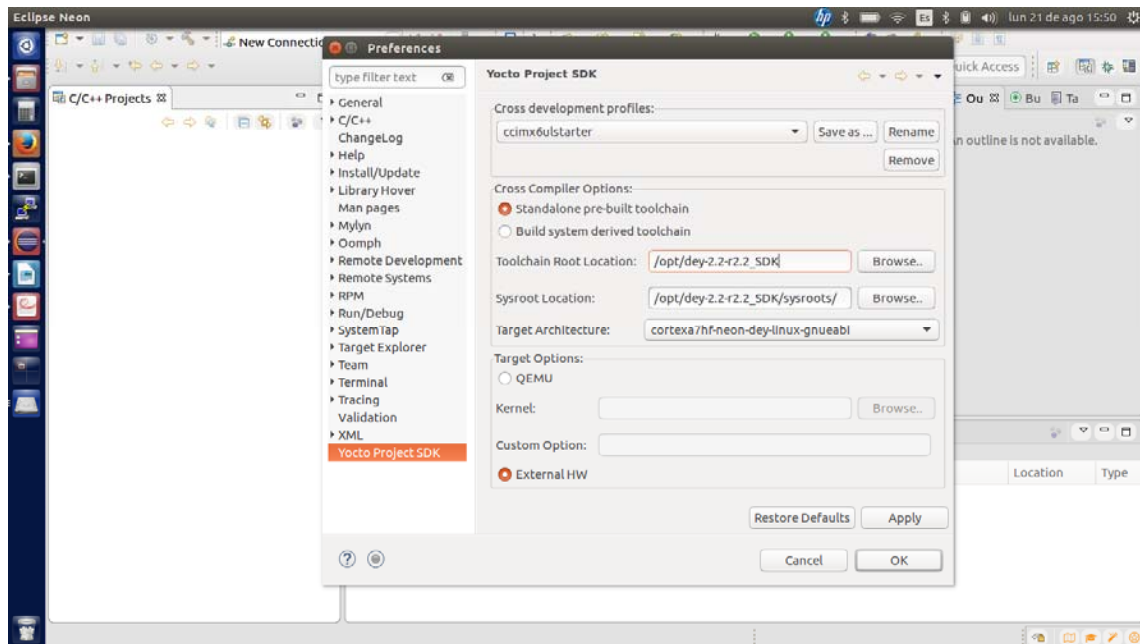 Eclipse Neon
hp Es lun 21 de ago 15:50
New Connectio
Quick Access
Preferences
type filter text
General
C/C++
ChangeLog
Help
Install/Update
Library Hover
Man pages
Mylyn
Oomph
Remote Development
Remote Systems
RPM
Run/Debug
SystemTap
Target Explorer
Team
Terminal
Tracing
Validation
XML
Yocto Project SDK
Yocto Project SDK
Cross development profiles:
ccimx6ulstarter Save as ... Rename
Remove
Cross Compiler Options:
Standalone pre-built toolchain
Build system derived toolchain
Toolchain Root Location: /opt/dey-2.2-r2.2_SDK Browse..
Sysroot Location: /opt/dey-2.2-r2.2_SDK/sysroots/ Browse..
Target Architecture: cortexa7hf-neon-dey-linux-gnueabi
Target Options:
QEMU
Kernel: Browse..
Custom Option:
External HW
Restore Defaults Apply
Cancel OK
C/C++ Projects
Ou Bu Ta
An outline is not available.
Location Type